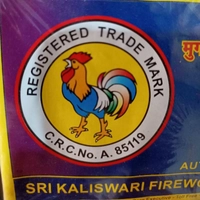 REGISTERED TRADE MARK
C.R.C.No. A. 85119
SRI KALISWARI FIREWO